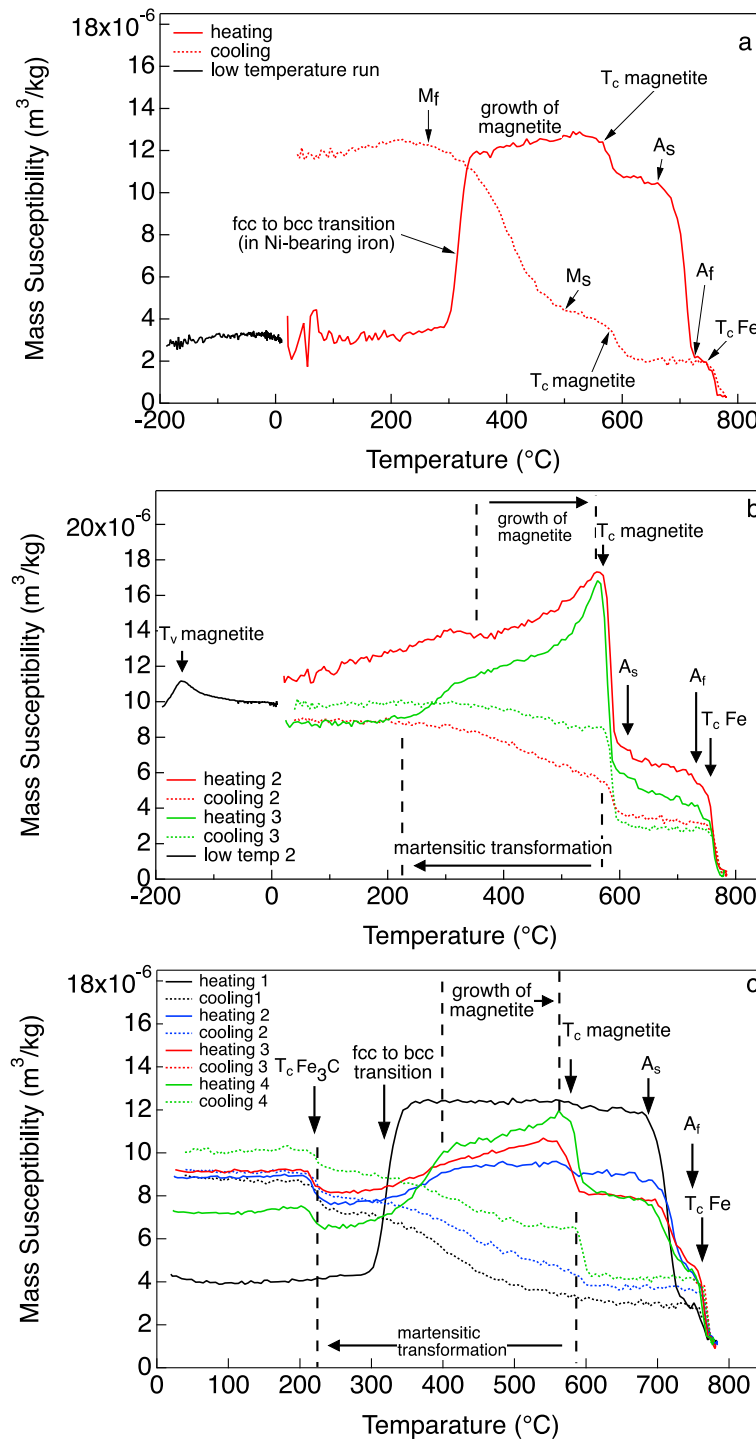 18x10-6
heating
cooling
low temperature run
a
Tc magnetite
Mf
growth of
magnetite
As
fcc to bcc transition
(in Ni-bearing iron)
Ms
Af
Tc Fe
Tc magnetite
16
14
12
10
8
6
4
2
0
Mass Susceptibility (m3/kg)
-200
0
200
400
600
800
Temperature (°C)
b
20x10-6
growth of
magnetite
Tc magnetite
Tv magnetite
As
Af
Tc Fe
heating 2
cooling 2
heating 3
cooling 3
low temp 2
martensitic transformation
18
16
14
12
10
8
6
4
2
0
Mass Susceptibility (m3/kg)
-200
0
200
400
600
800
Temperature (°C)
c
18x10-6
heating 1
cooling1
heating 2
cooling 2
heating 3
cooling 3
heating 4
cooling 4
growth of
magnetite
Tc magnetite
Tc Fe3C
fcc to bcc
transition
As
Af
Tc Fe
martensitic
transformation
16
14
12
10
8
6
4
2
0
Mass Susceptibility (m3/kg)
0
100
200
300
400
500
600
700
800
Temparature (°C)